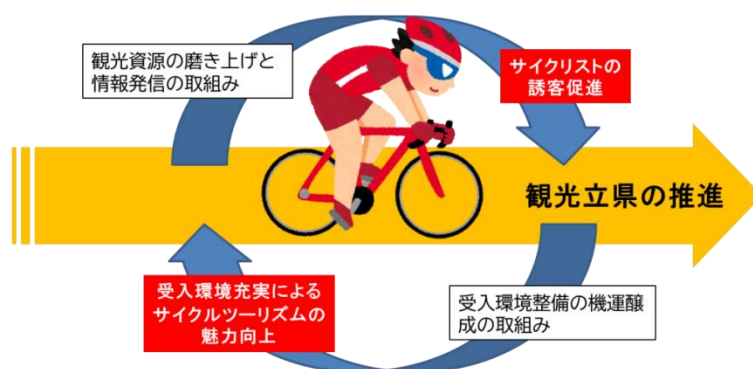 観光資源の磨き上げと
情報発信の取組み
サイクリストの
誘客促進
観光立県の推進
受入環境充実による
サイクルツーリズムの
魅力向上
受入環境整備の機運醸
成の取組み